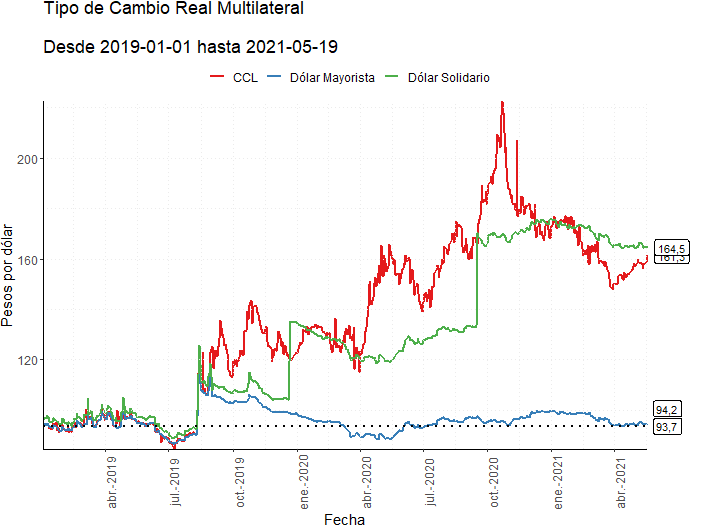 Tipo de Cambio Real Multilateral
Desde 2019-01-01 hasta 2021-05-19
CCL Dólar Mayorista Dólar Solidario
Pesos por dólar
200
160
120
164,5
161,3
94,2
93,7
abr.-2019
jul.-2019
oct.-2019
ene.-2020
abr.-2020
jul.-2020
oct.-2020
ene.-2021
abr.-2021
Fecha